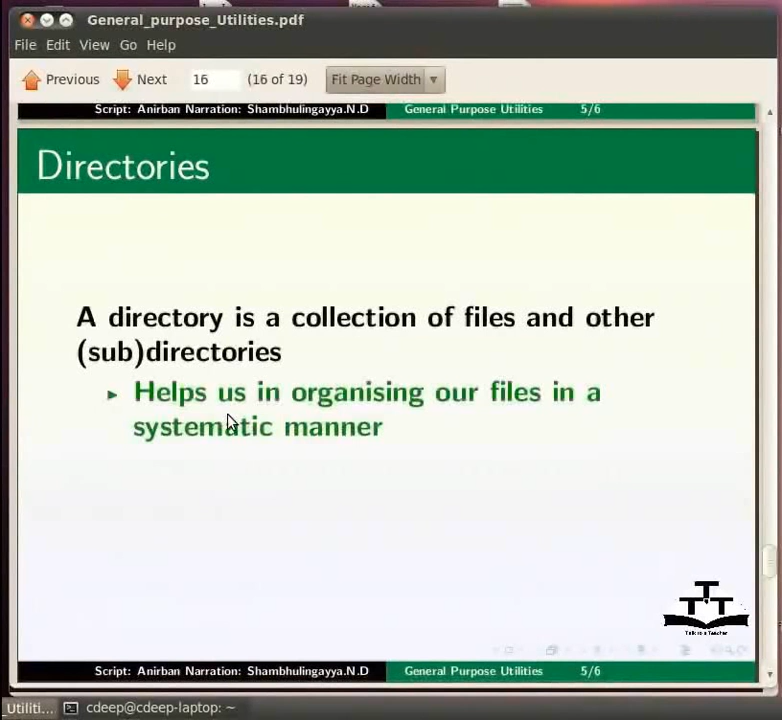 General_purpose_Utilities.pdf
File Edit View Go Help
Previous Next 16 (16 of 19) Fit Page Width
Script: Anirban Narration: Shambhulingayya.N.D General Purpose Utilities 5/6
Directories
A directory is a collection of files and other
(sub)directories
Helps us in organising our files in a
systematic manner
T T T
Talk to a Teacher
Script: Anirban Narration: Shambhulingayya.N.D General Purpose Utilities 5/6
Utiliti... cdeep@cdeep-laptop: ~